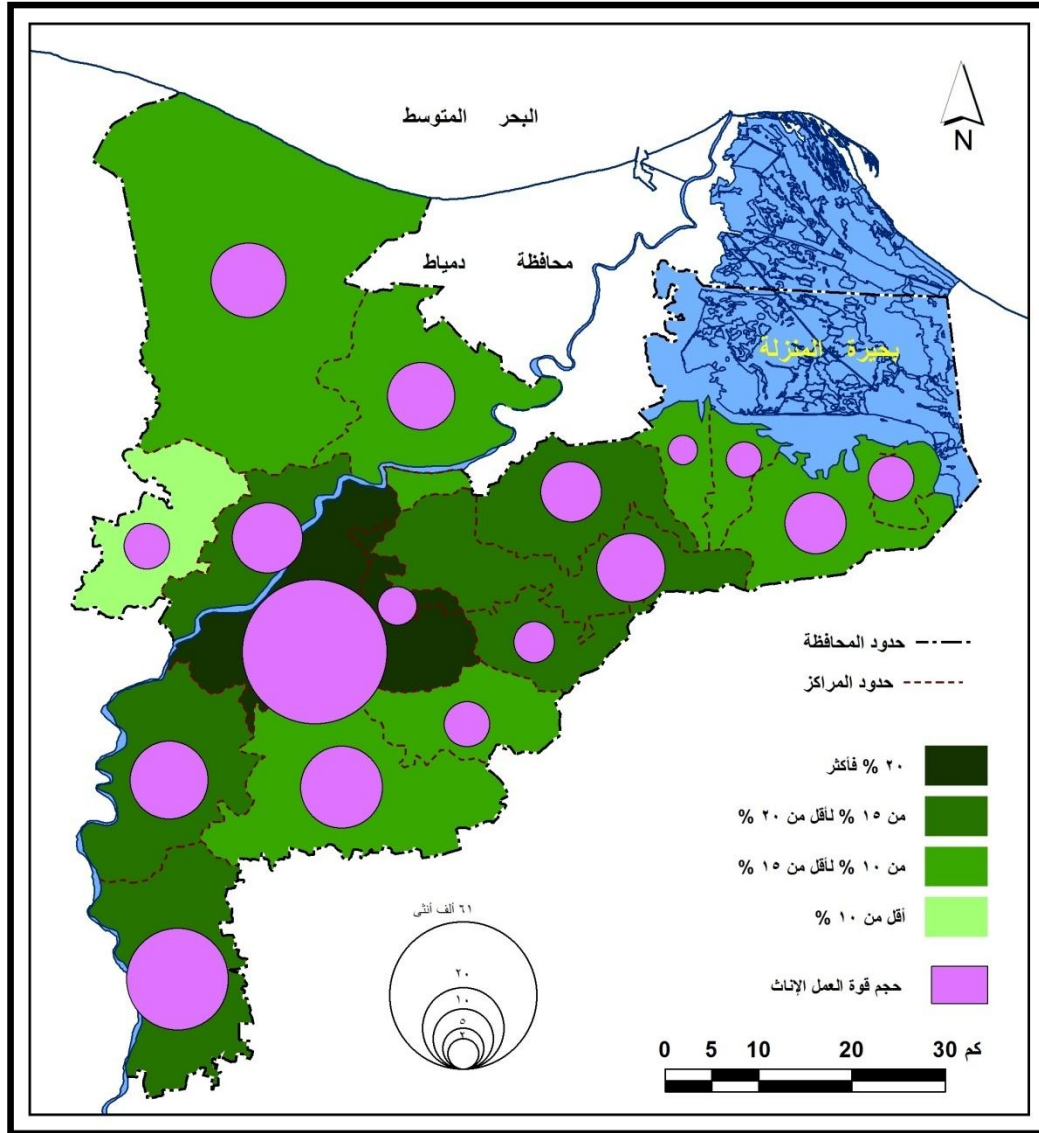 البحر المتوسط
N
محافظة دمياط
بحيرة المنزلة
حدود المحافظة
حدود المراكز
٢٠ % فأكثر
من ١٥ % لأقل من ٢٠ %
من ١٠ % لأقل من ١٥ %
أقل من ١٠ %
٦١ ألف أنثى
٢٠
١٠
٥
٢
حجم قوة العمل الإناث
0 5 10 20 30 كم